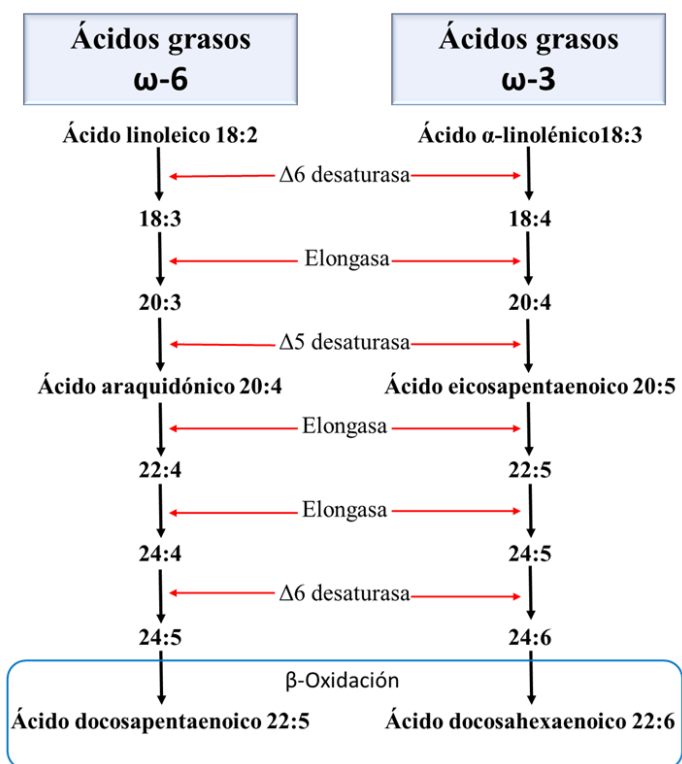 Ácidos grasos
ω-6
Ácidos grasos
ω-3
Ácido linoleico 18:2
Ácido α-linolénico18:3
Δ6 desaturasa
18:3
18:4
Elongasa
20:3
20:4
Δ5 desaturasa
Ácido araquidónico 20:4
Ácido eicosapentaenoico 20:5
Elongasa
22:4
22:5
Elongasa
24:4
24:5
Δ6 desaturasa
24:5
24:6
β-Oxidación
Ácido docosapentaenoico 22:5
Ácido docosahexaenoico 22:6